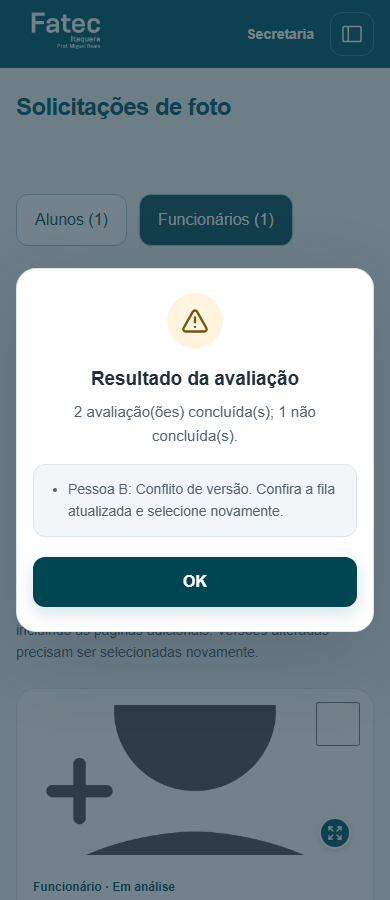 Fatec
Itaquera
Prof. Miguel Reale
Secretaria
Solicitações de foto
Alunos (1)
Funcionários (1)
Resultado da avaliação
2 avaliação(ões) concluída(s); 1 não
concluída(s).
• Pessoa B: Conflito de versão. Confira a fila
atualizada e selecione novamente.
OK
incluindo as páginas adicionais. Versões alteradas
precisam ser selecionadas novamente.
Funcionário · Em análise